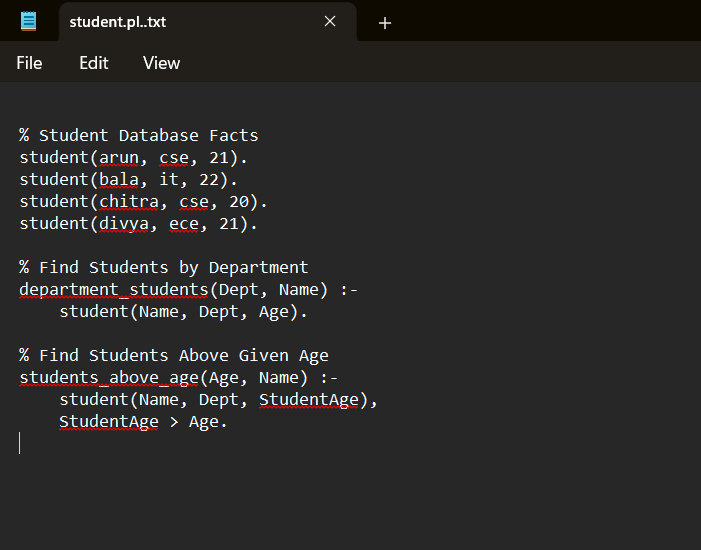 student.pl..txt
File Edit View
% Student Database Facts
student(arun, cse, 21).
student(bala, it, 22).
student(chitra, cse, 20).
student(divya, ece, 21).
% Find Students by Department
department_students(Dept, Name) :-
    student(Name, Dept, Age).
% Find Students Above Given Age
students_above_age(Age, Name) :-
    student(Name, Dept, StudentAge),
    StudentAge > Age.